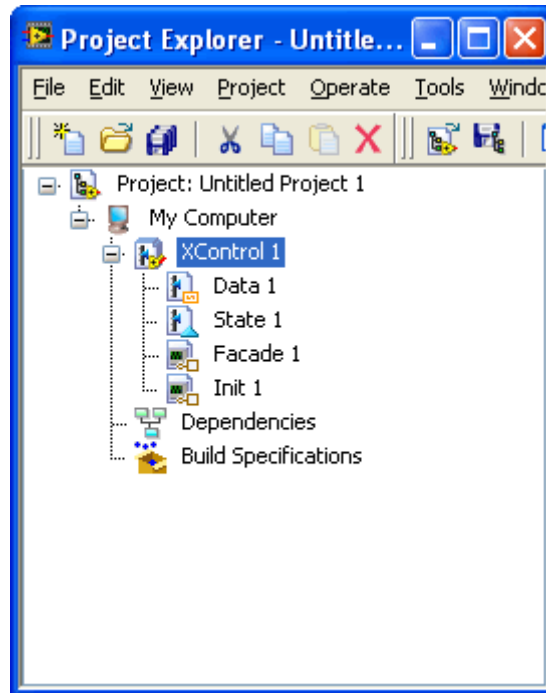 Project Explorer - Untitle...
File Edit View Project Operate Tools Windo
Project: Untitled Project 1
My Computer
XControl 1
Data 1
State 1
Facade 1
Init 1
Dependencies
Build Specifications